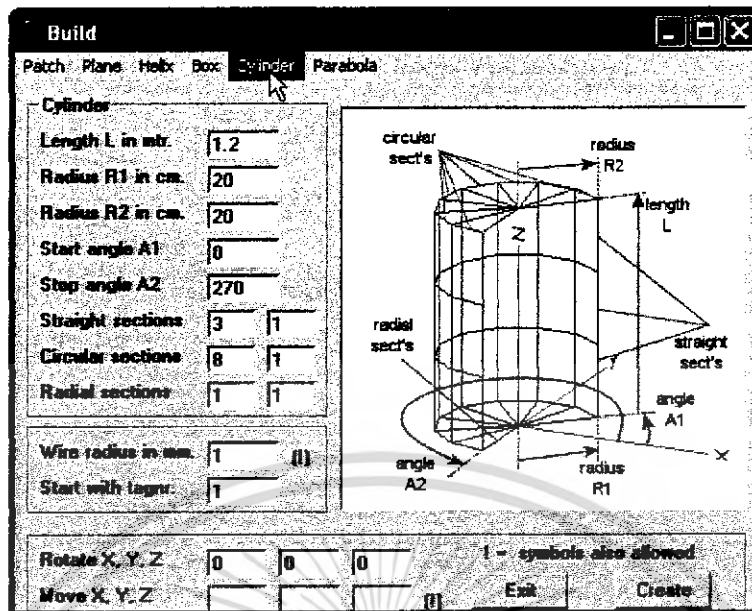 Build
Patch Plane Helix Box Cylinder Parabola
Cylinder
Length L in mtr. 1.2
Radius R1 in cm. 20
Radius R2 in cm. 20
Start angle A1 0
Stop angle A2 270
Straight sections 3 1
Circular sections 8 1
Radial sections 1 1
Wire radius in mm. 1 (!)
Start with tagnr. 1
Rotate X, Y, Z 0 0 0
Move X, Y, Z (!)
! = symbols also allowed
Exit Create
circular
sect's
radius
R2
length
L
Z
radial
sect's
straight
sect's
Y
angle
A1
X
angle
A2
radius
R1